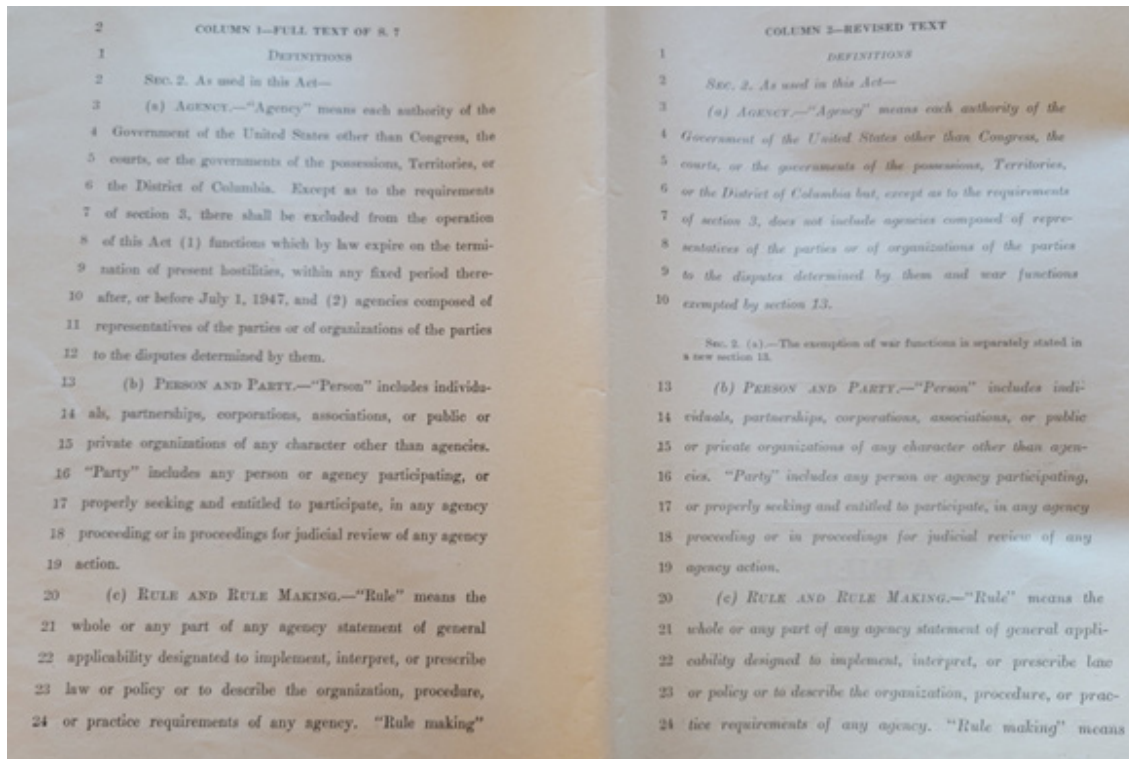 2 COLUMN 1—FULL TEXT OF S. 7
1 DEFINITIONS
2 SEC. 2. As used in this Act—
3 (a) AGENCY.—"Agency" means each authority of the
4 Government of the United States other than Congress, the
5 courts, or the governments of the possessions, Territories, or
6 the District of Columbia. Except as to the requirements
7 of section 3, there shall be excluded from the operation
8 of this Act (1) functions which by law expire on the termi-
9 nation of present hostilities, within any fixed period there-
10 after, or before July 1, 1947, and (2) agencies composed of
11 representatives of the parties or of organizations of the parties
12 to the disputes determined by them.
13 (b) PERSON AND PARTY.—"Person" includes individu-
14 als, partnerships, corporations, associations, or public or
15 private organizations of any character other than agencies.
16 "Party" includes any person or agency participating, or
17 properly seeking and entitled to participate, in any agency
18 proceeding or in proceedings for judicial review of any agency
19 action.
20 (c) RULE AND RULE MAKING.—"Rule" means the
21 whole or any part of any agency statement of general
22 applicability designated to implement, interpret, or prescribe
23 law or policy or to describe the organization, procedure,
24 or practice requirements of any agency. "Rule making"
COLUMN 2—REVISED TEXT
1 DEFINITIONS
2 SEC. 2. As used in this Act—
3 (a) AGENCY.—"Agency" means each authority of the
4 Government of the United States other than Congress, the
5 courts, or the governments of the possessions, Territories,
6 or the District of Columbia but, except as to the requirements
7 of section 3, does not include agencies composed of repre-
8 sentatives of the parties or of organizations of the parties
9 to the disputes determined by them and war functions
10 exempted by section 13.
Sec. 2. (a).—The exemption of war functions is separately stated in
a new section 13.
13 (b) PERSON AND PARTY.—"Person" includes indi-
14 viduals, partnerships, corporations, associations, or public
15 or private organizations of any character other than agen-
16 cies. "Party" includes any person or agency participating,
17 or properly seeking and entitled to participate, in any agency
18 proceeding or in proceedings for judicial review of any
19 agency action.
20 (c) RULE AND RULE MAKING.—"Rule" means the
21 whole or any part of any agency statement of general appli-
22 cability designed to implement, interpret, or prescribe law
23 or policy or to describe the organization, procedure, or prac-
24 tice requirements of any agency. "Rule making" means